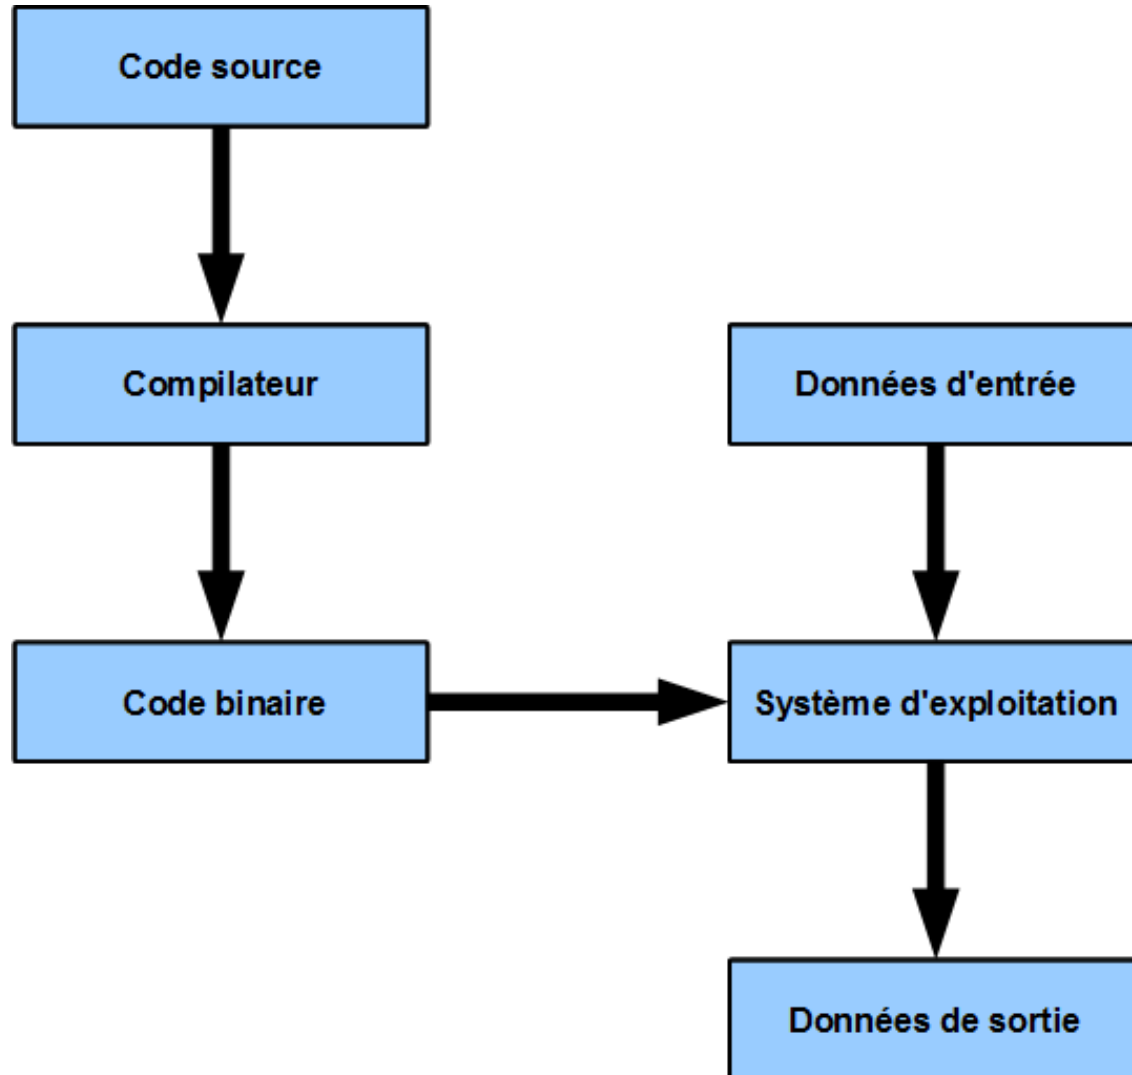 Code source
Compilateur
Données d'entrée
Code binaire
Système d'exploitation
Données de sortie